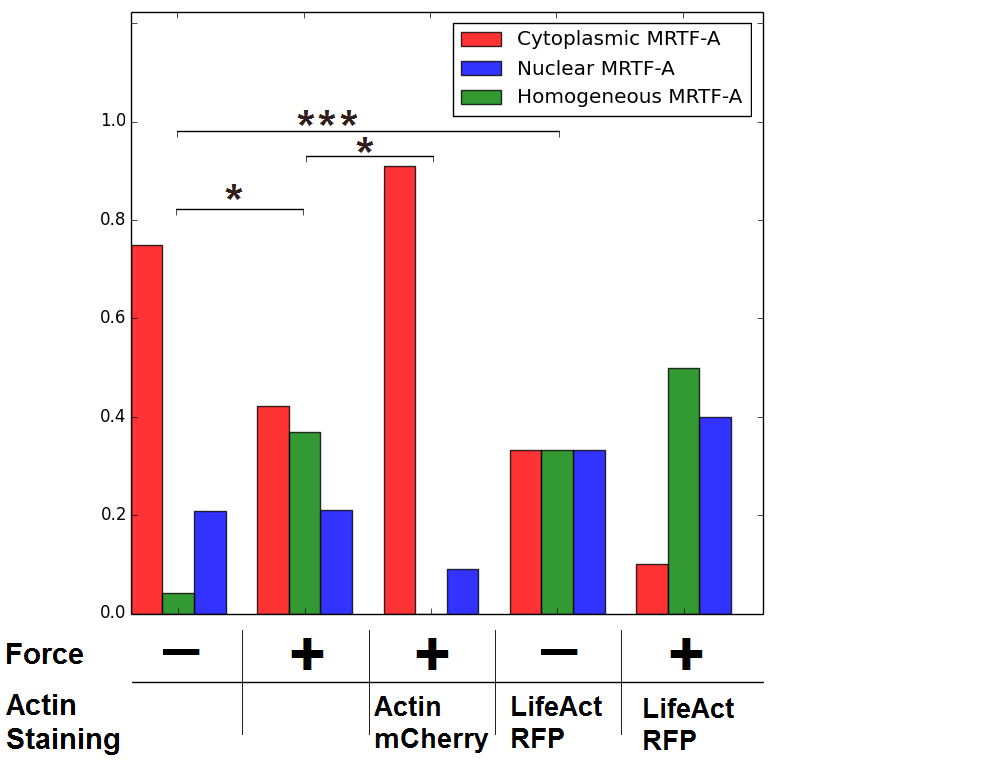 Cytoplasmic MRTF-A
Nuclear MRTF-A
Homogeneous MRTF-A
1.0
***
*
*
0.8
0.6
0.4
0.2
0.0
Force − + + − +
Actin
Staining
Actin
mCherry
LifeAct
RFP
LifeAct
RFP